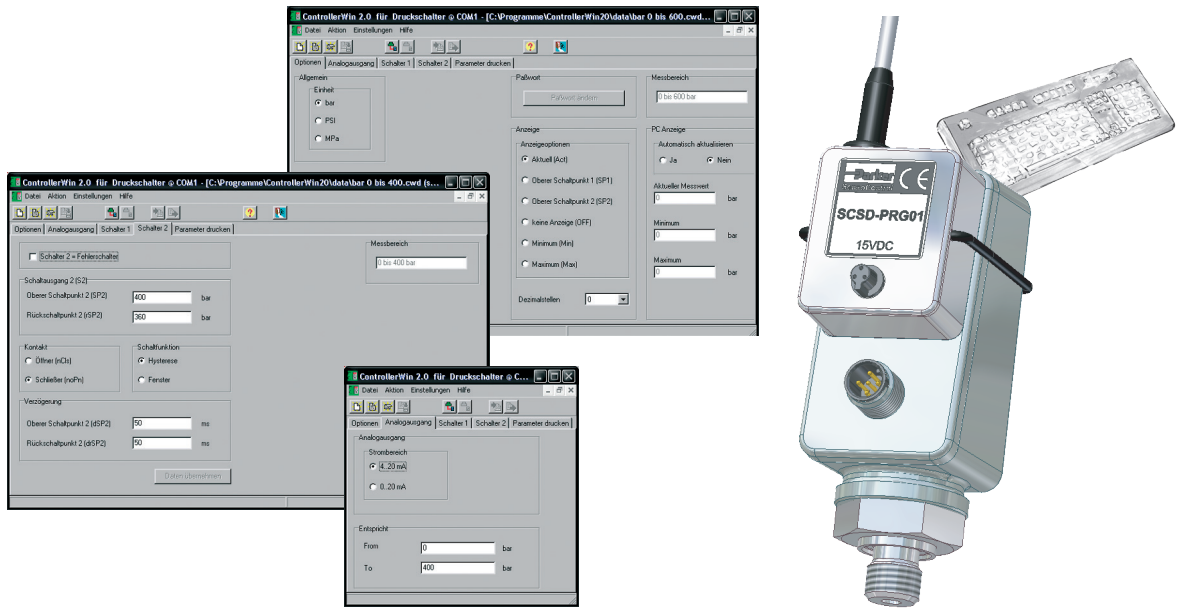 ControllerWin 2.0 für Druckschalter @ COM1 - [C:\Programme\ControllerWin20\data\bar 0 bis 600.cwd...
Datei Aktion Einstellungen Hilfe
Optionen Analogausgang Schalter 1 Schalter 2 Parameter drucken
Allgemein
Einheit
bar
PSI
MPa
Paßwort
Paßwort ändern
Messbereich
0 bis 600 bar
Anzeige
Anzeigeoptionen
Aktuell (Act)
Oberer Schaltpunkt 1 (SP1)
Oberer Schaltpunkt 2 (SP2)
keine Anzeige (OFF)
Minimum (Min)
Maximum (Max)
Dezimalstellen 0
PC Anzeige
Automatisch aktualisieren
Ja Nein
Aktueller Messwert
0 bar
Minimum
0 bar
Maximum
0 bar
ControllerWin 2.0 für Druckschalter @ COM1 - [C:\Programme\ControllerWin20\data\bar 0 bis 400.cwd (s...
Datei Aktion Einstellungen Hilfe
Optionen Analogausgang Schalter 1 Schalter 2 Parameter drucken
Schalter 2 = Fehlerschalter
Messbereich
0 bis 400 bar
Schaltausgang 2 (S2)
Oberer Schaltpunkt 2 (SP2) 400 bar
Rückschaltpunkt 2 (rSP2) 360 bar
Kontakt
Öffner (nCls)
Schließer (noPn)
Schaltfunktion
Hysterese
Fenster
Verzögerung
Oberer Schaltpunkt 2 (dSP2) 50 ms
Rückschaltpunkt 2 (drSP2) 50 ms
Daten übernehmen
ControllerWin 2.0 für Druckschalter @ C...
Datei Aktion Einstellungen Hilfe
Optionen Analogausgang Schalter 1 Schalter 2 Parameter drucken
Analogausgang
Strombereich
4..20 mA
0..20 mA
Entspricht
From 0 bar
To 400 bar
Parker CE
SCSD-PRG01
15VDC